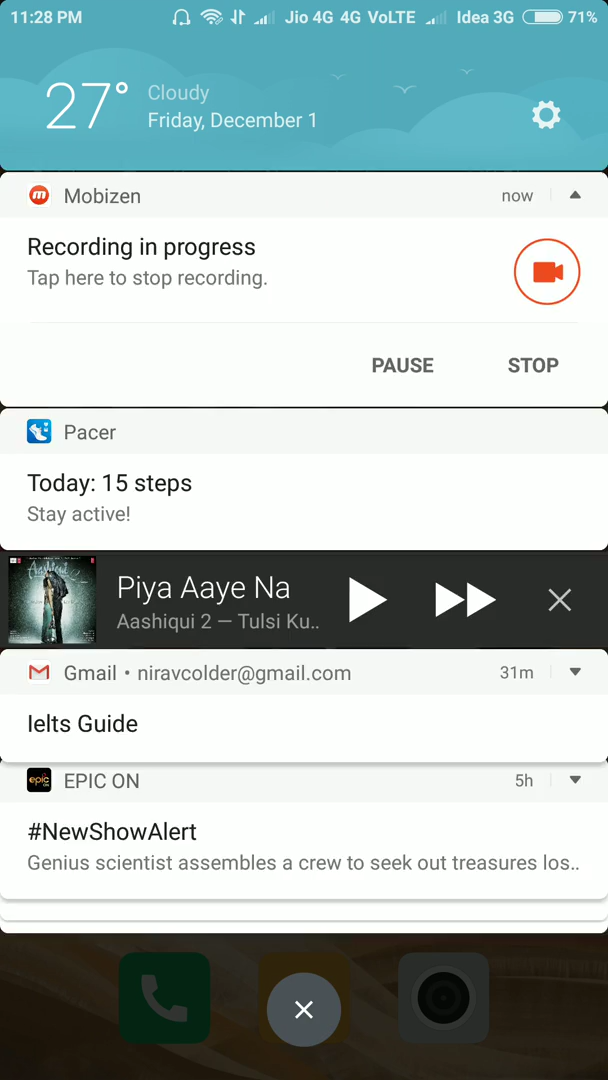 11:28 PM Jio 4G 4G VoLTE Idea 3G 71%
27°
Cloudy
Friday, December 1
Mobizen now
Recording in progress
Tap here to stop recording.
PAUSE STOP
Pacer
Today: 15 steps
Stay active!
Piya Aaye Na
Aashiqui 2 — Tulsi Ku..
Gmail • niravcolder@gmail.com 31m
Ielts Guide
epic EPIC ON 5h
#NewShowAlert
Genius scientist assembles a crew to seek out treasures los..